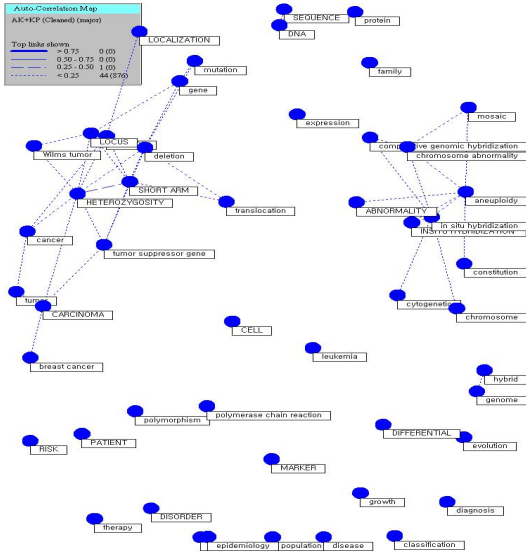 Auto-Correlation Map
AK+KP (Cleaned) (major)
Top links shown
> 0.75 0 (0)
0.50 - 0.75 0 (0)
0.25 - 0.50 1 (0)
< 0.25 44 (876)
SEQUENCE
protein
DNA
LOCALIZATION
mutation
family
gene
mosaic
expression
LOCUS
comparative genomic hybridization
Wilms tumor
deletion
chromosome abnormality
SHORT ARM
HETEROZYGOSITY
aneuploidy
translocation
ABNORMALITY
in situ hybridization
INSITU HYBRIDIZATION
cancer
tumor suppressor gene
constitution
tumor
CARCINOMA
cytogenetic
chromosome
CELL
leukemia
breast cancer
hybrid
genome
polymorphism
polymerase chain reaction
DIFFERENTIAL
PATIENT
RISK
evolution
MARKER
growth
diagnosis
DISORDER
therapy
epidemiology
population
disease
classification